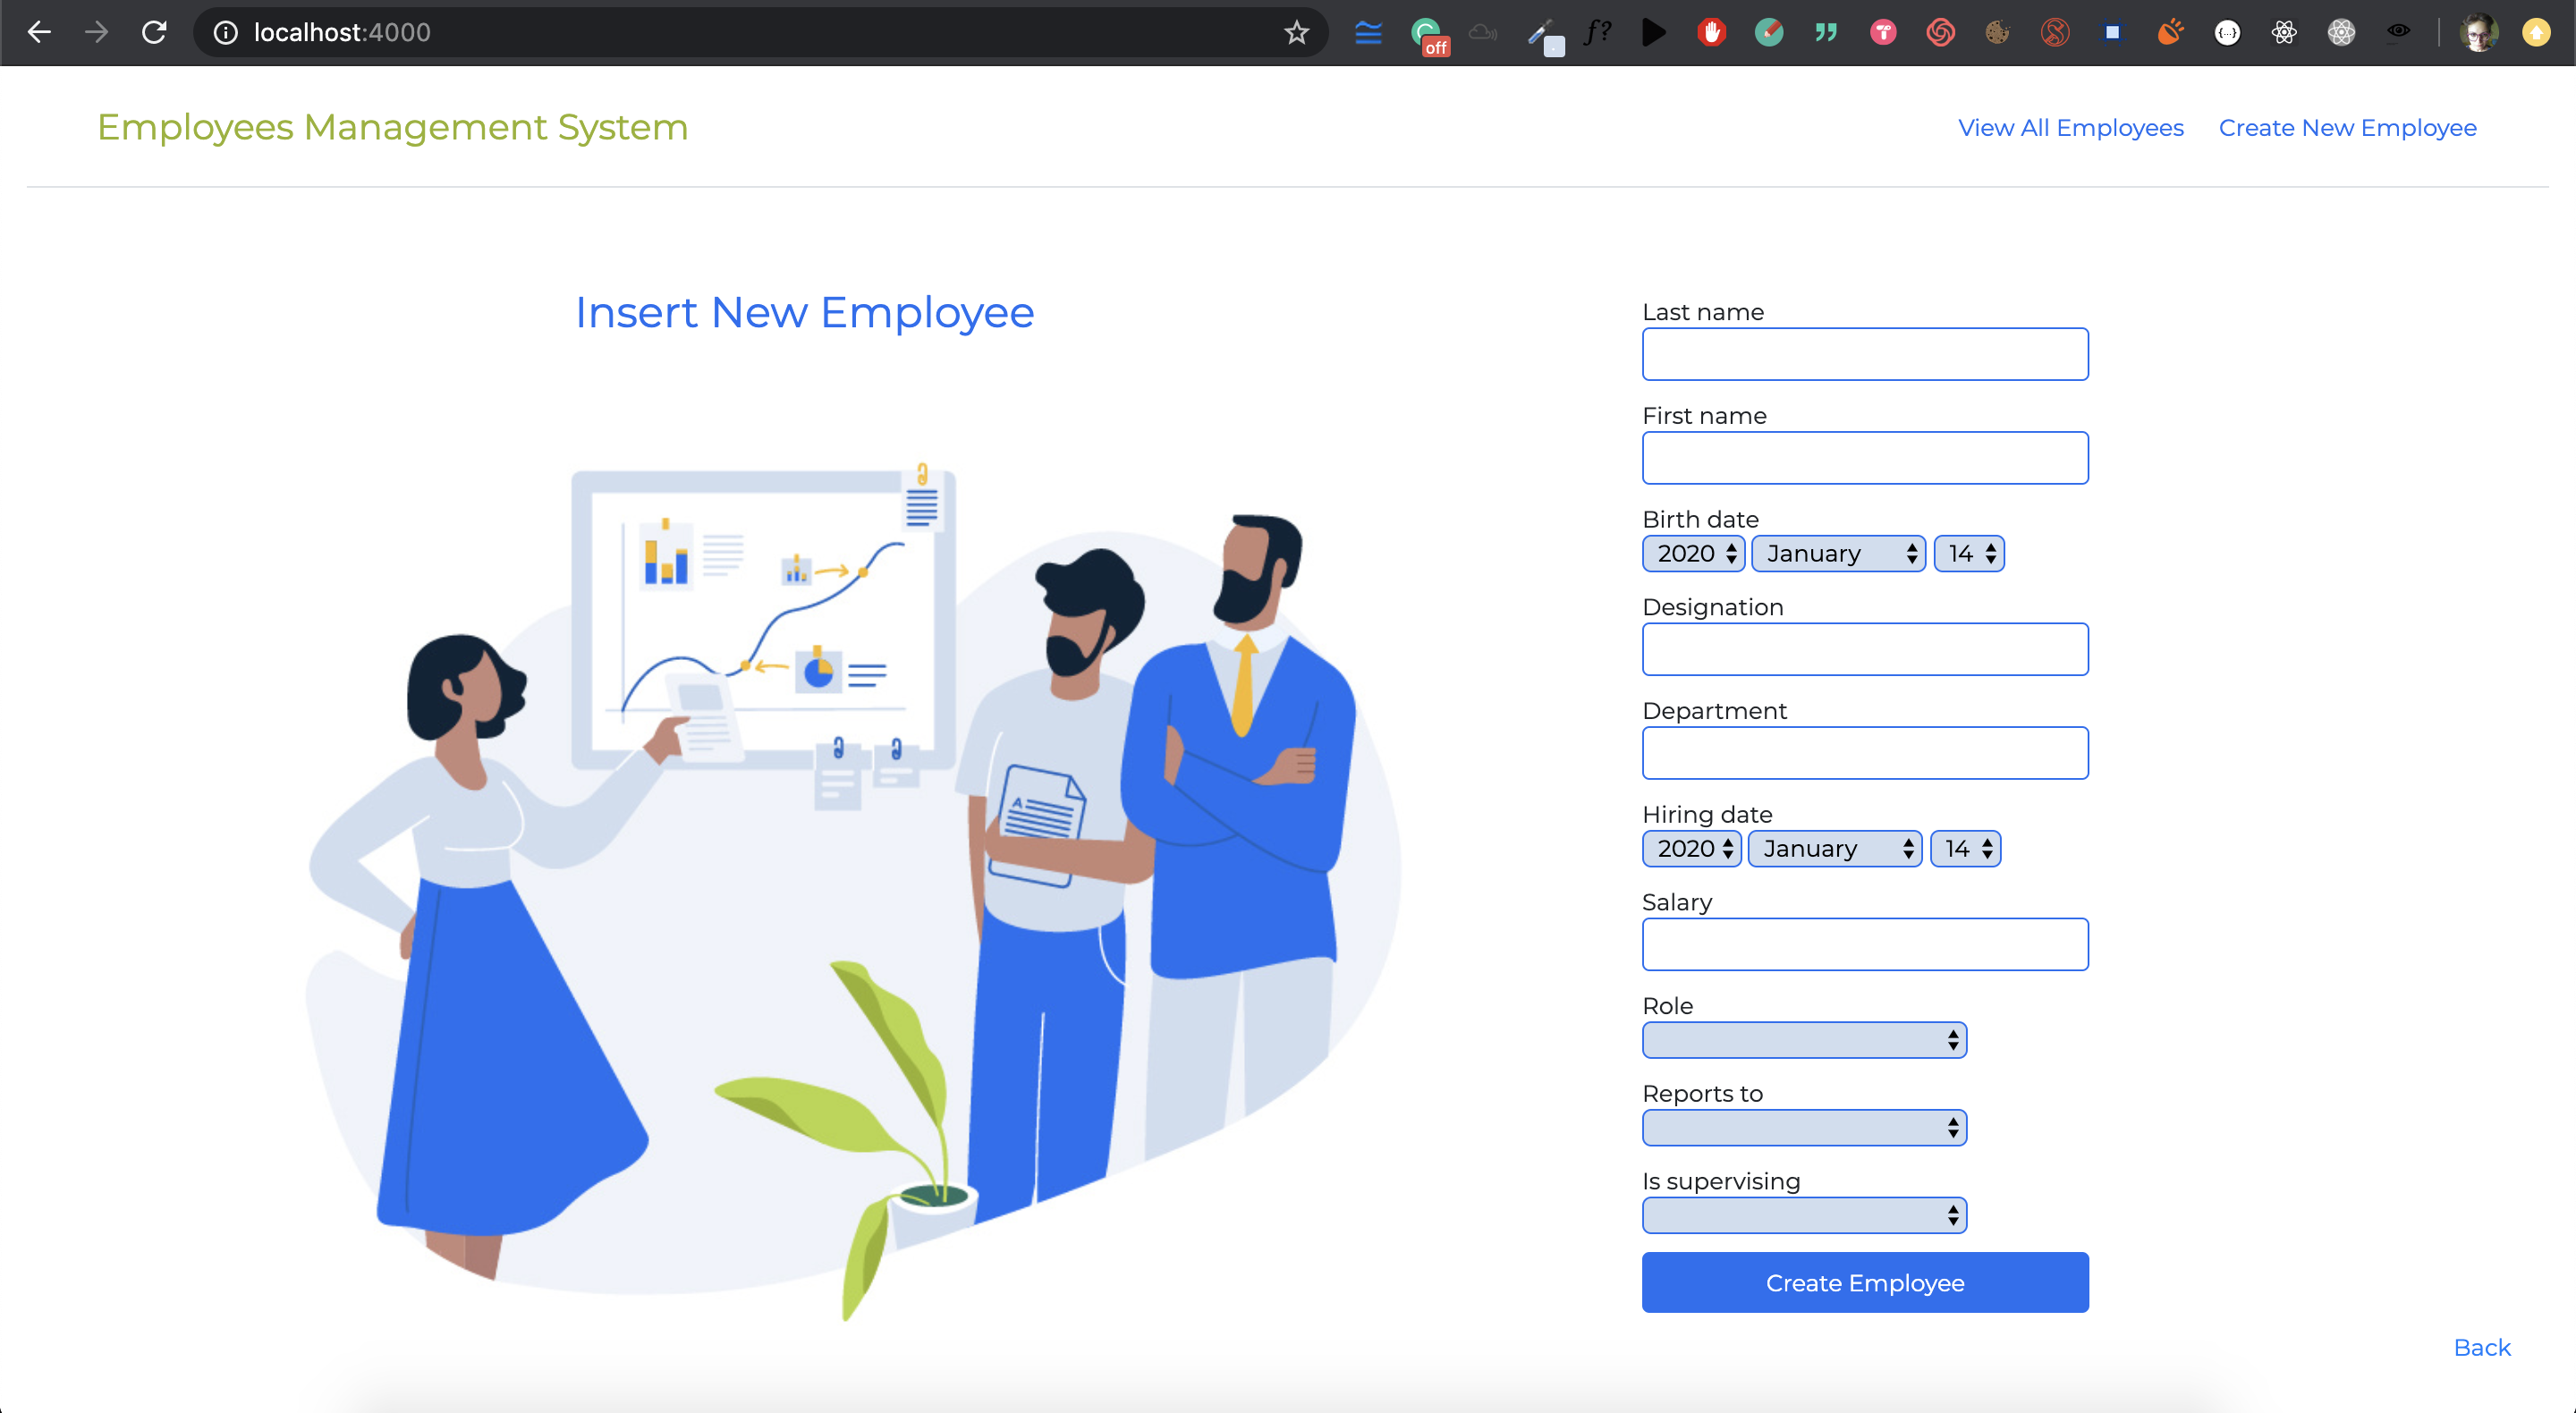 localhost:4000
off
f?
Employees Management System
View All Employees
Create New Employee
Insert New Employee
A
Last name
First name
Birth date
2020 January 14
Designation
Department
Hiring date
2020 January 14
Salary
Role
Reports to
Is supervising
Create Employee
Back